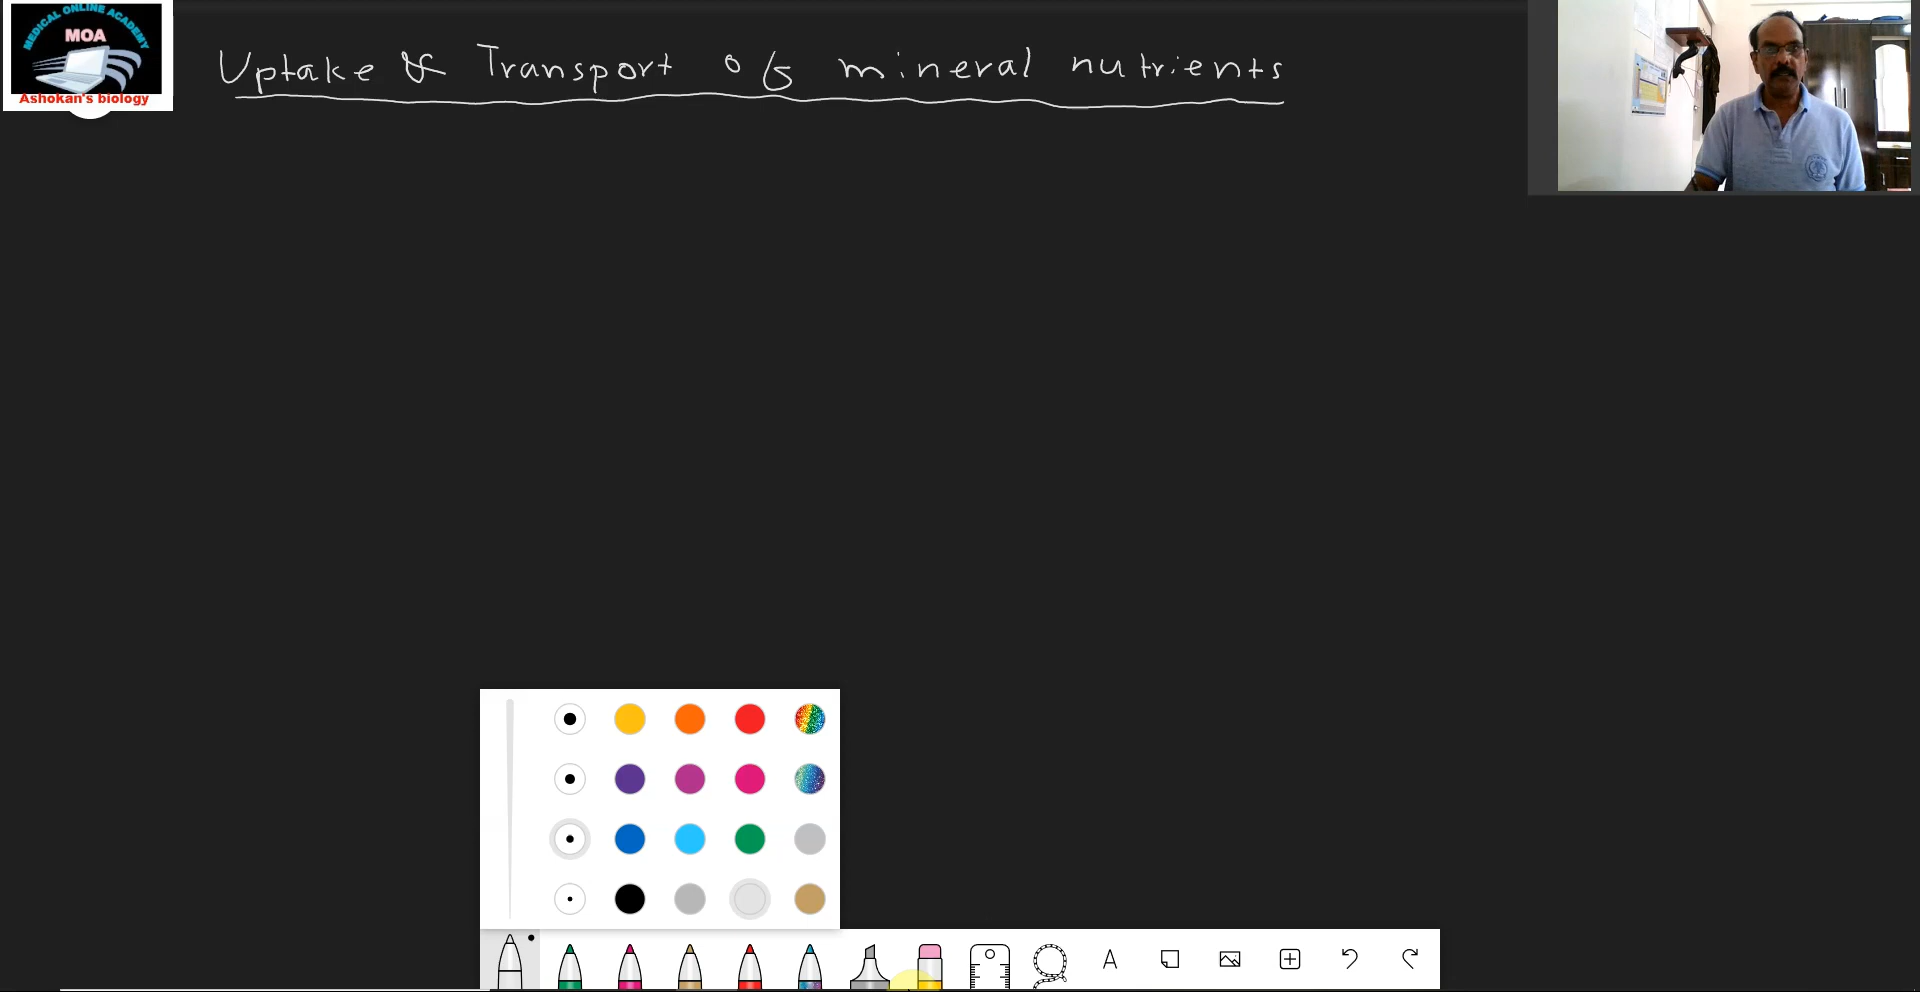 MEDICAL ONLINE ACADEMY
MOA
Ashokan's biology
Uptake & Transport of mineral nutrients